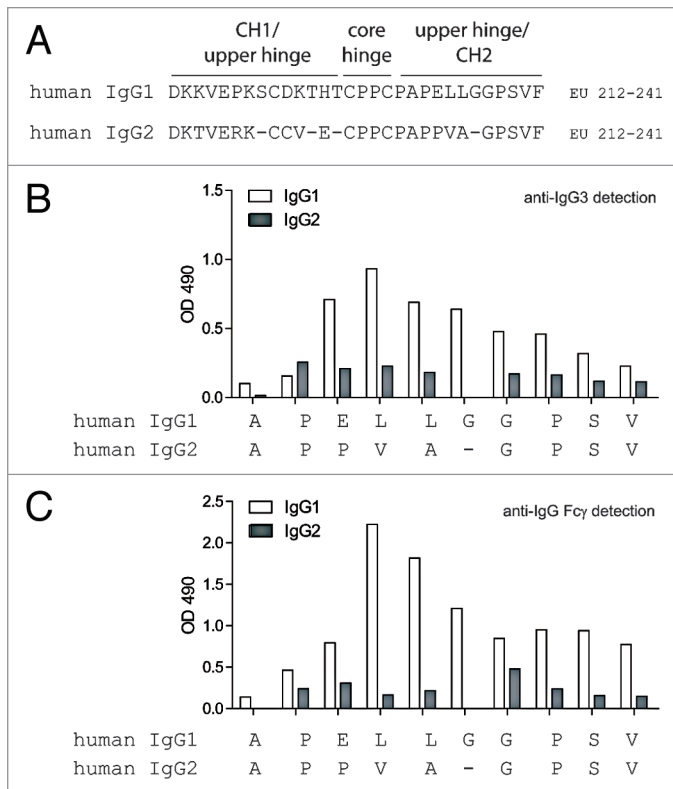 A
CH1/ core upper hinge/
upper hinge hinge CH2
human IgG1 DKKVEPKSCDKTHTCPPCPAPELLGGPSVF EU 212-241
human IgG2 DKTVERK-CCV-E-CPPCPAPPVA-GPSVF EU 212-241
B
1.5
IgG1 anti-IgG3 detection
IgG2
1.0
OD 490
0.5
0.0
human IgG1 A P E L L G G P S V
human IgG2 A P P V A - G P S V
C
2.5
IgG1 anti-IgG Fcγ detection
IgG2
2.0
1.5
OD 490
1.0
0.5
0.0
human IgG1 A P E L L G G P S V
human IgG2 A P P V A - G P S V